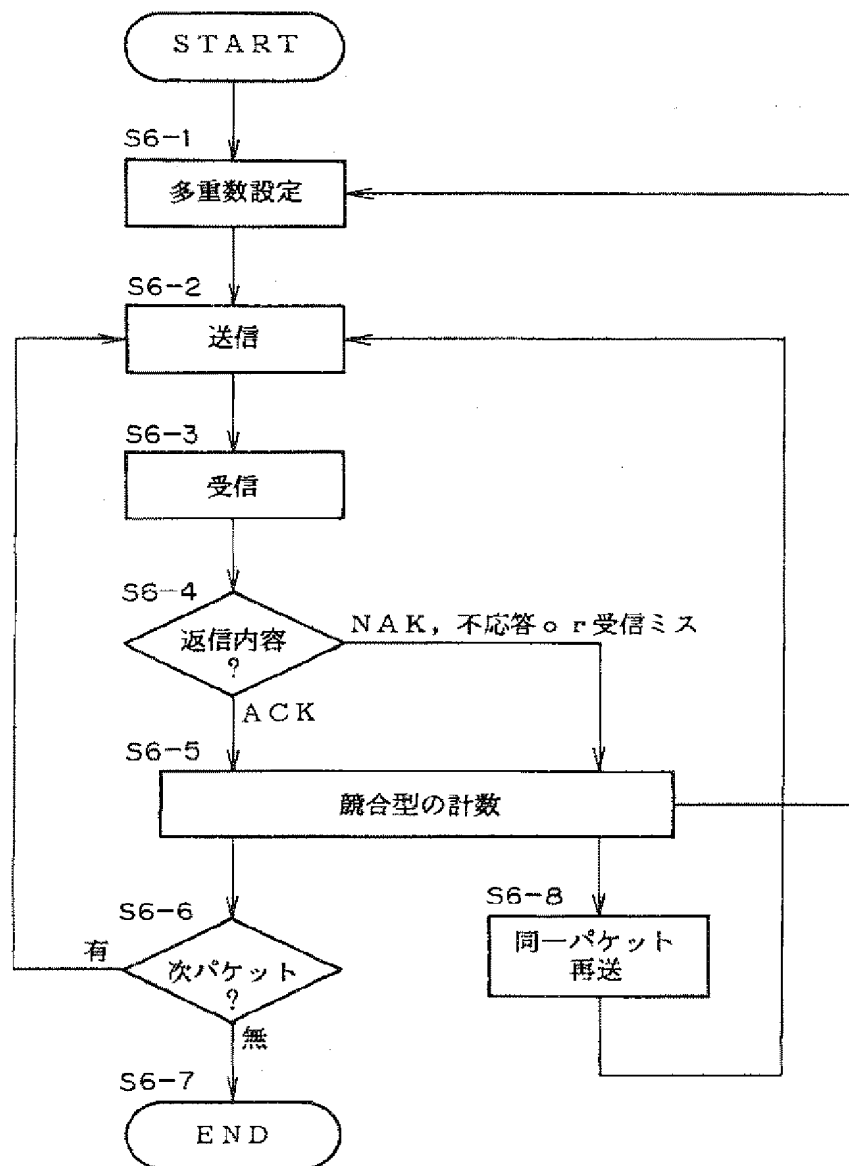 START
S6-1
多重数設定
S6-2
送信
S6-3
受信
S6-4
返信内容
?
NAK, 不応答or受信ミス
ACK
S6-5
競合型の計数
S6-6
有
次パケット
?
無
S6-8
同一パケット
再送
S6-7
END